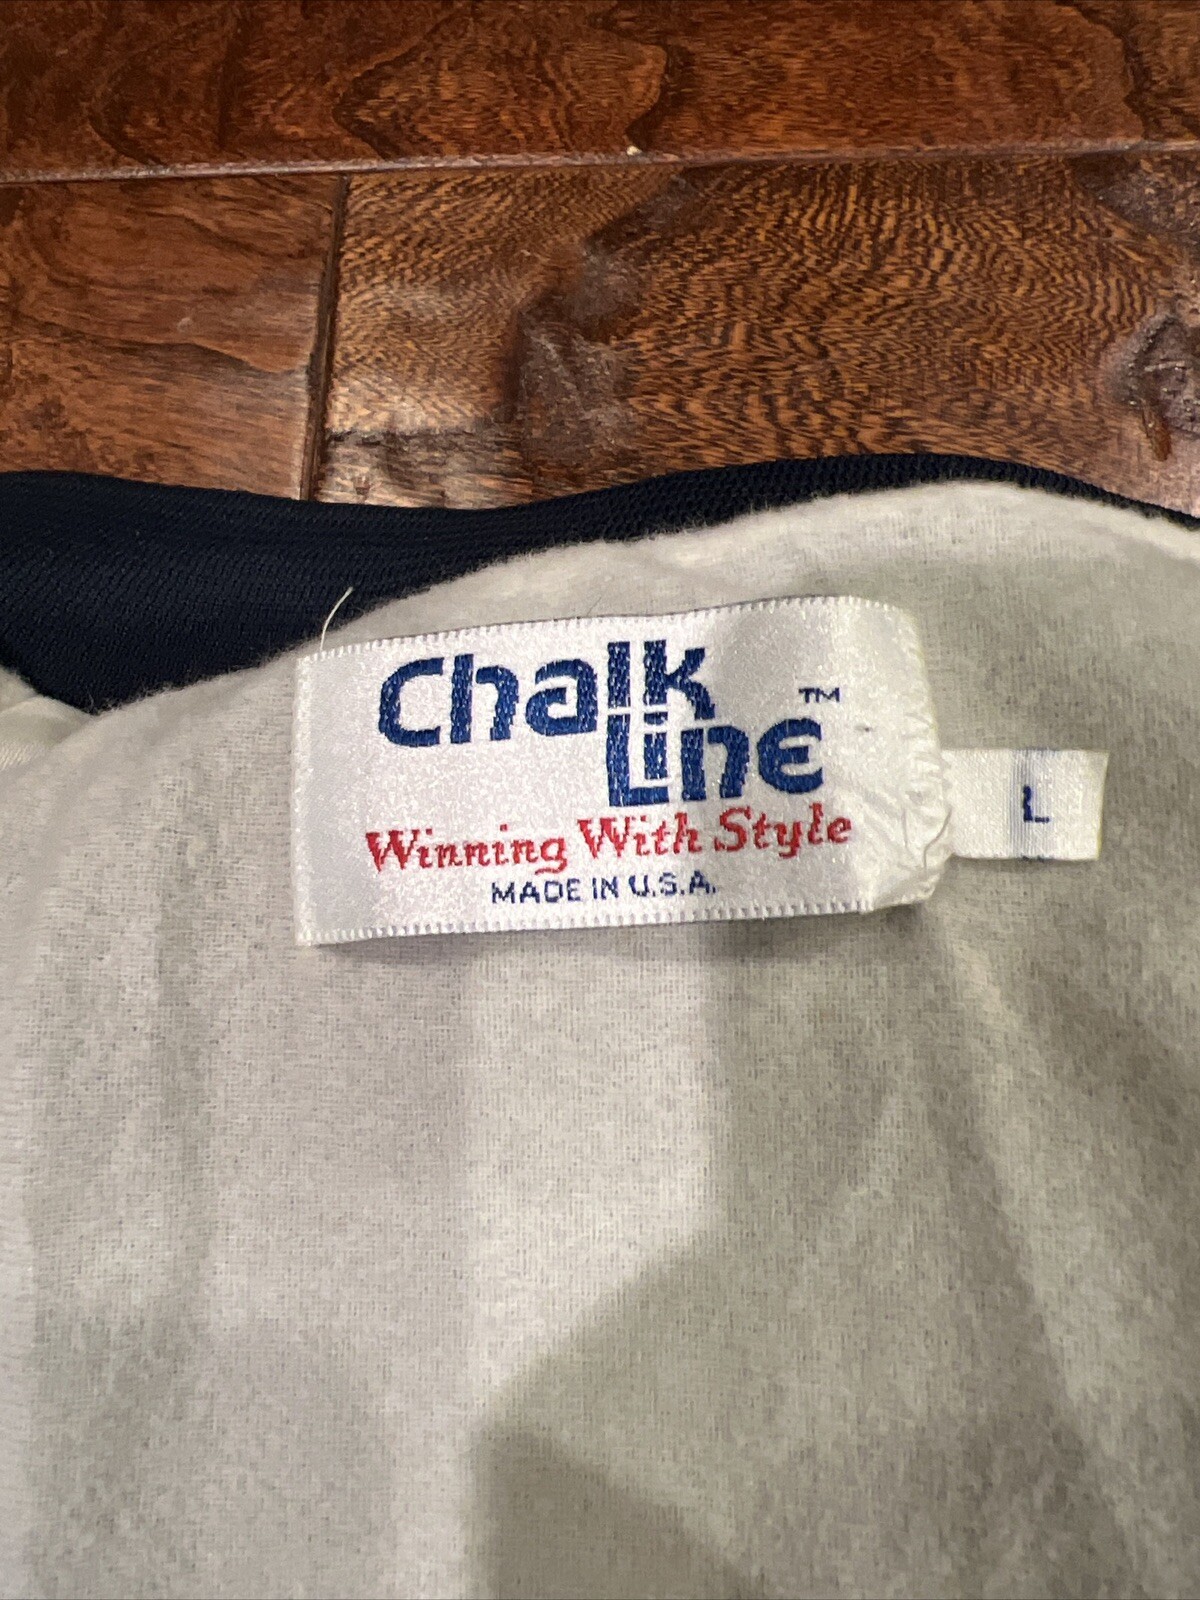 Chalk
Line™
Winning With Style
MADE IN U.S.A.
L